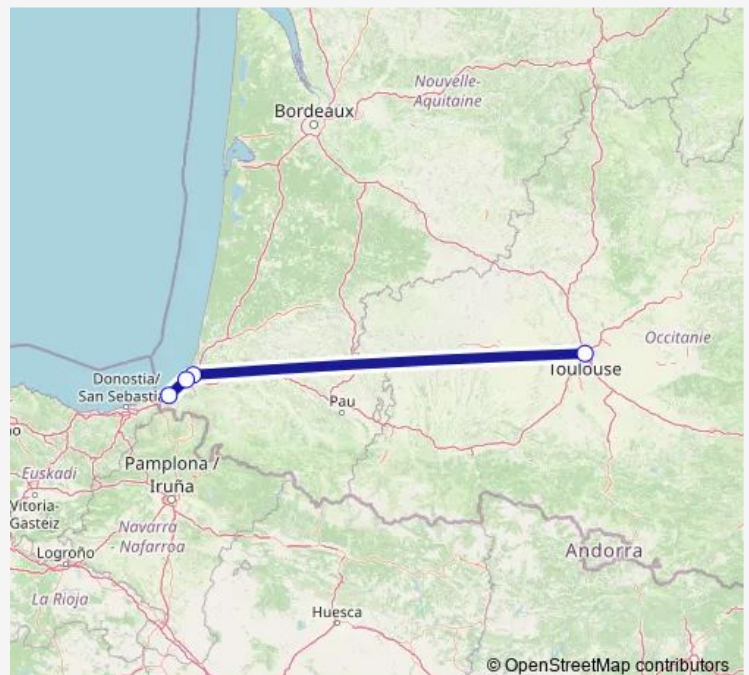 Nouvelle-
Aquitaine
Bordeaux
Occitanie
Toulouse
Donostia/
San Sebastiá
Pau
Pamplona /
Iruña
Euskadi
Vitoria-
Gasteiz
Navarra
- Nafarroa
Logroño
Andorra
La Rioja
Huesca
© OpenStreetMap contributors